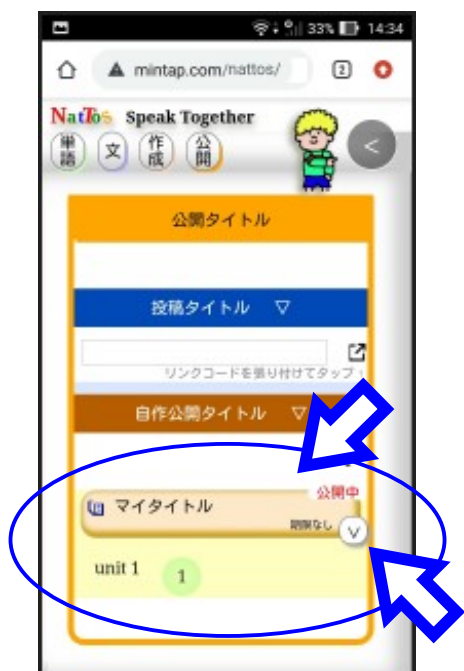 33% 14:34
mintap.com/nattos/ 2
NatTos Speak Together
単語 文 作成 公開 <
公開タイトル
投稿タイトル ▽
リンクコードを張り付けてタップ↑
自作公開タイトル ▽
公開中
マイタイトル
期限なし
unit 1 1